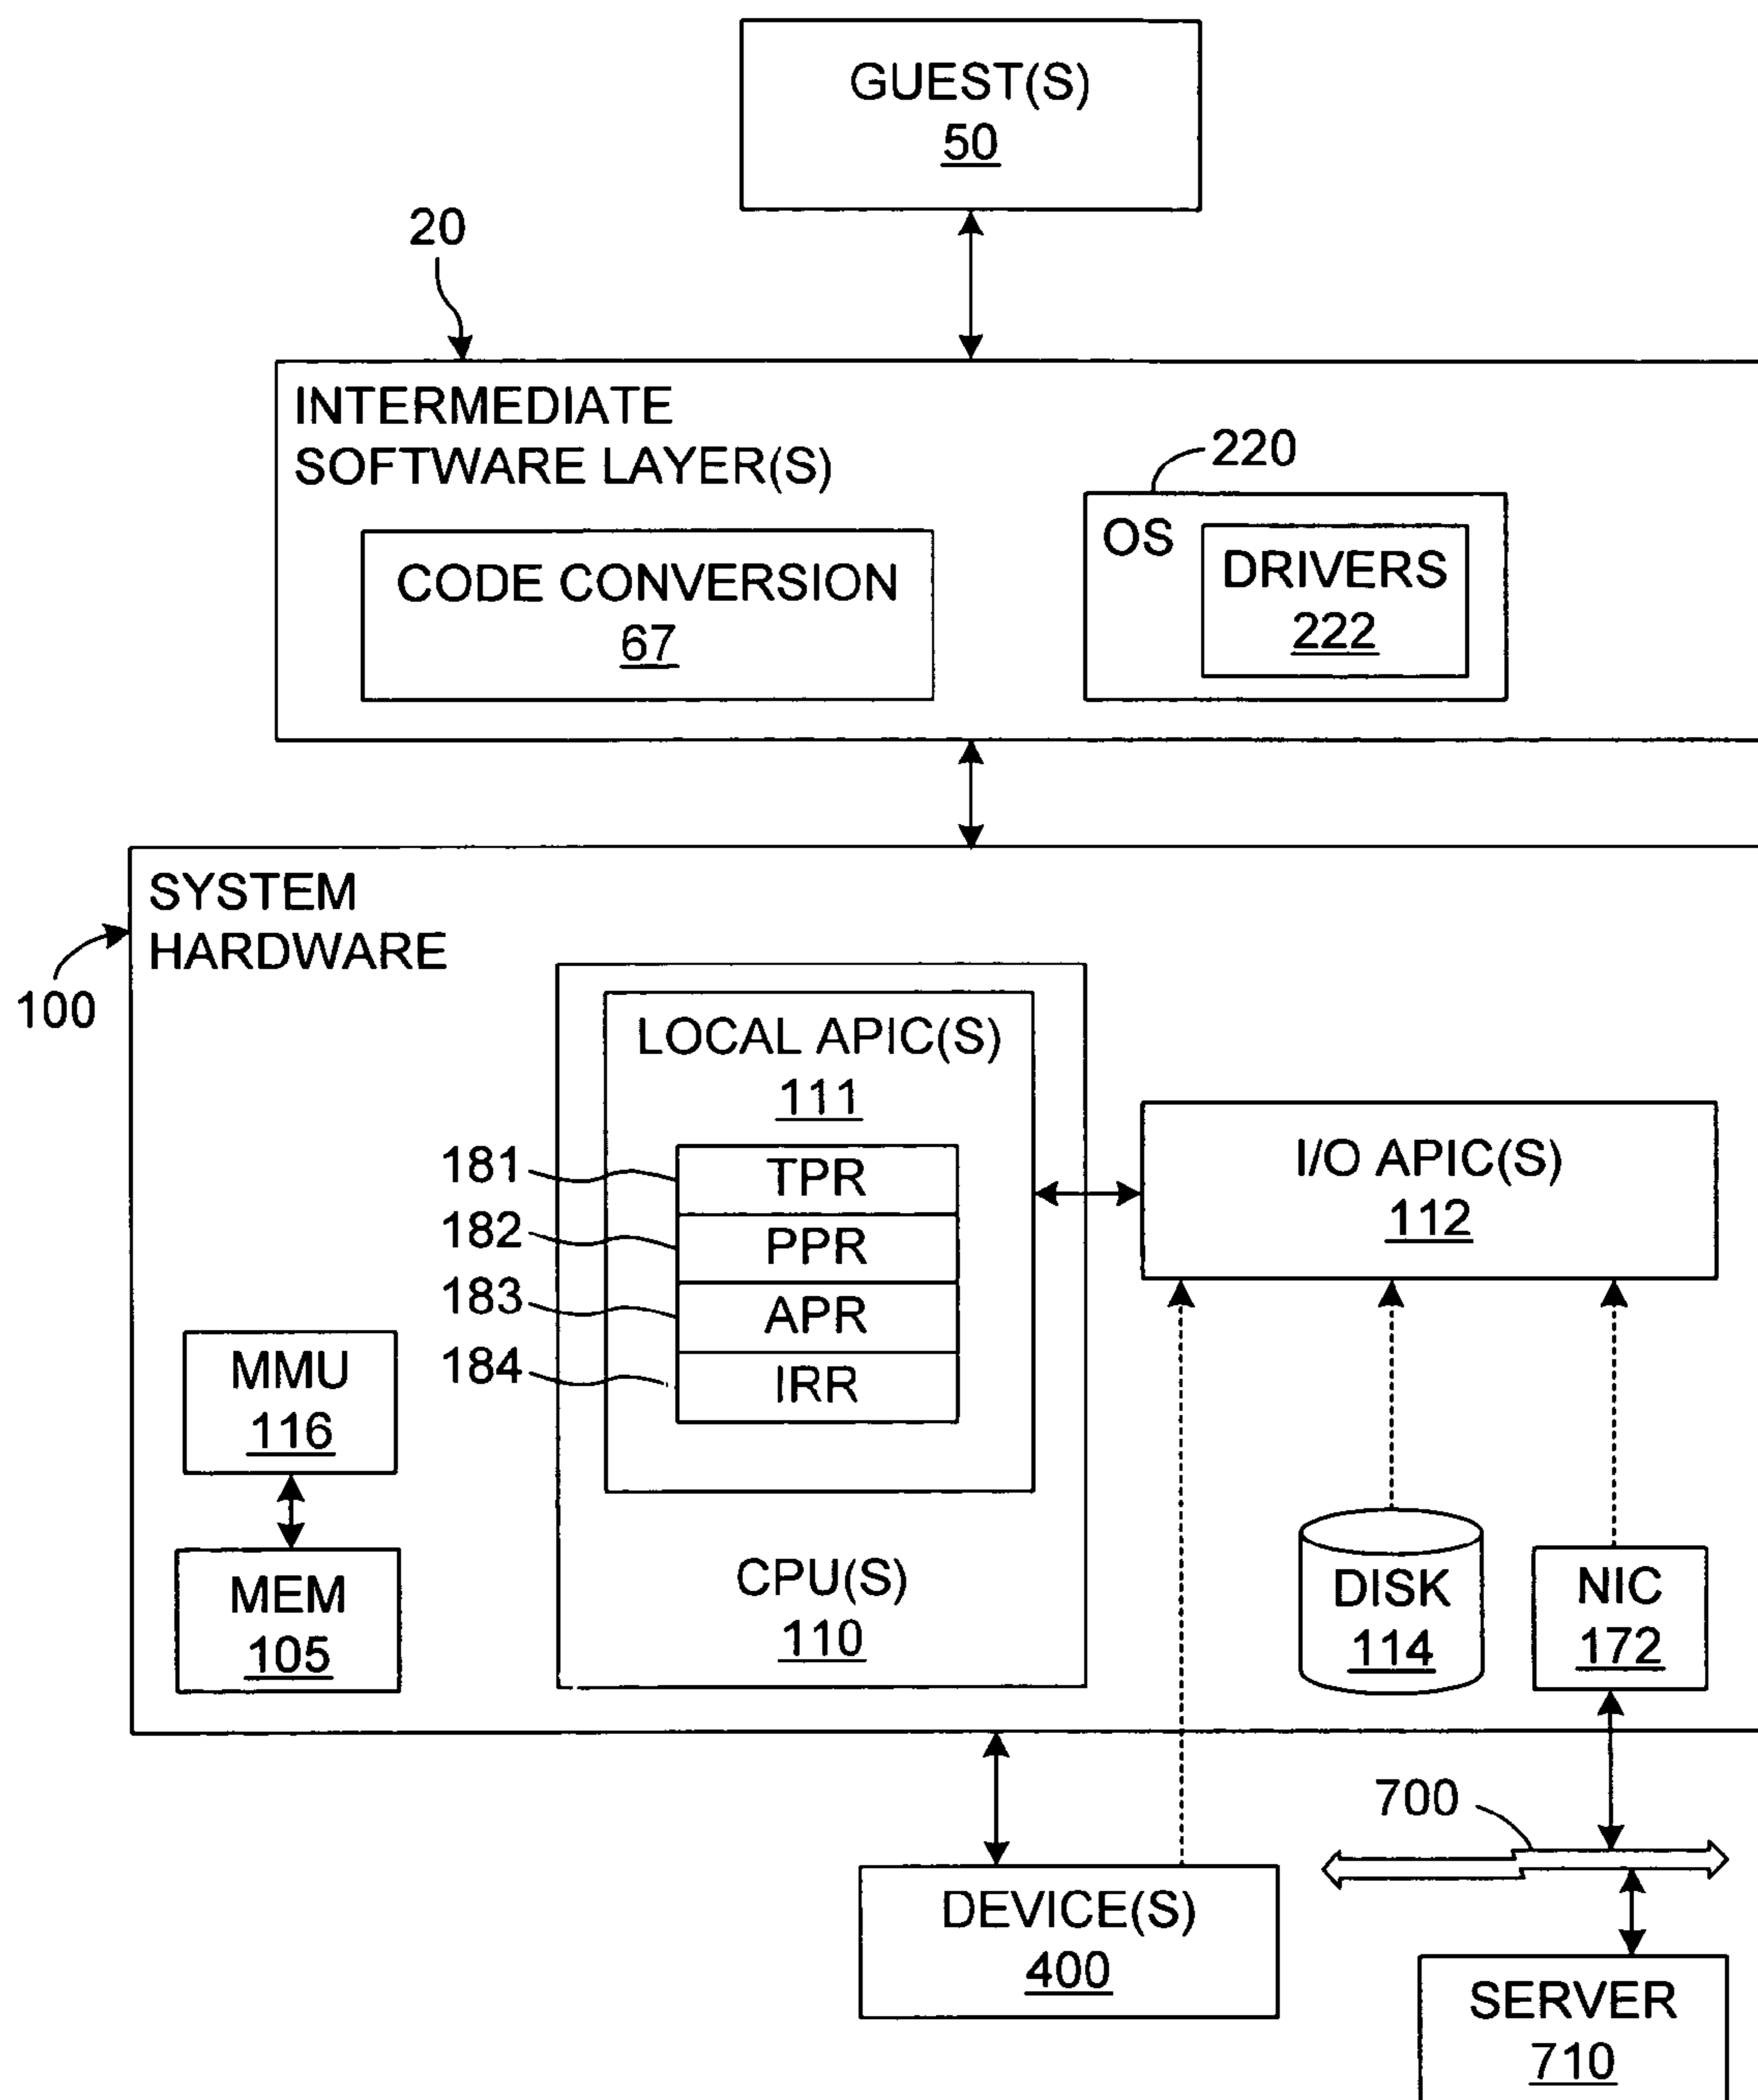 GUEST(S)
50
20
INTERMEDIATE
SOFTWARE LAYER(S)
220
OS
DRIVERS
222
CODE CONVERSION
67
SYSTEM
HARDWARE
100
LOCAL APIC(S)
111
181
TPR
182
PPR
183
APR
184
IRR
I/O APIC(S)
112
MMU
116
MEM
105
CPU(S)
110
DISK
114
NIC
172
700
DEVICE(S)
400
SERVER
710